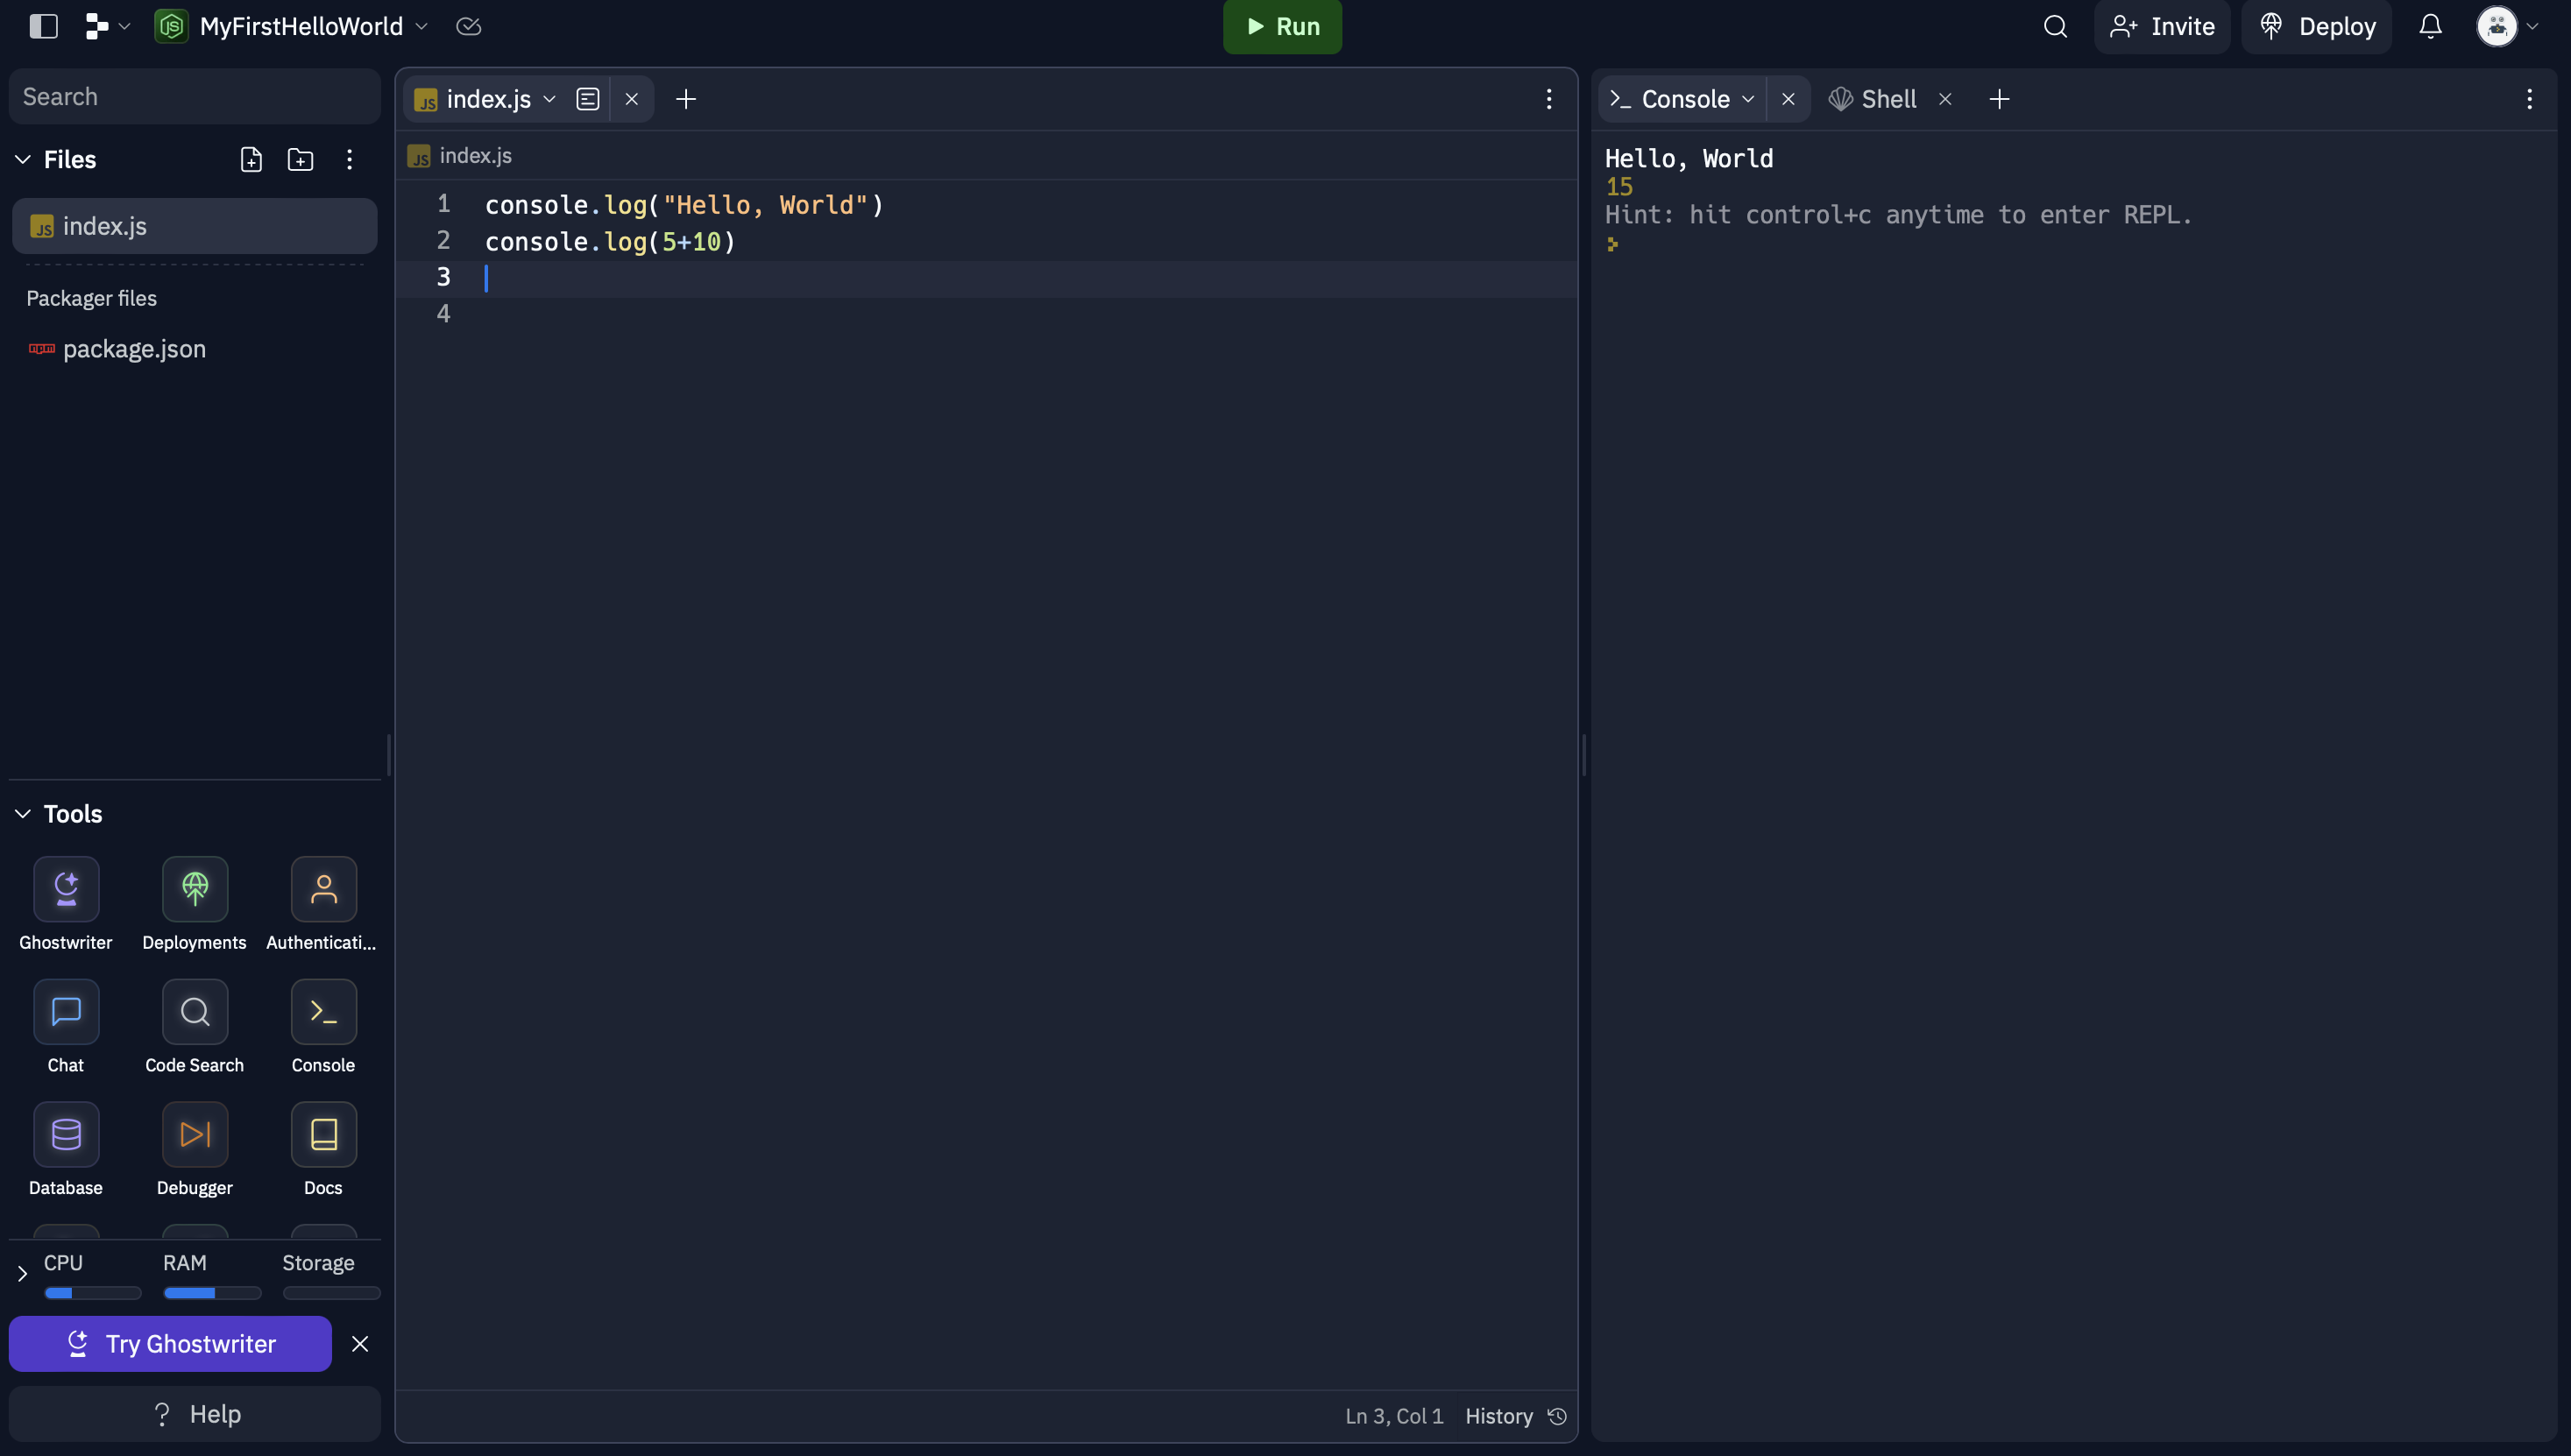 MyFirstHelloWorld
Run
Invite
Deploy
Search
Files
index.js
Packager files
package.json
index.js
index.js
1 console.log("Hello, World")
2 console.log(5+10)
3
4
Ln 3, Col 1 History
Console
Shell
Hello, World
15
Hint: hit control+c anytime to enter REPL.
Tools
Ghostwriter
Deployments
Authenticati...
Chat
Code Search
Console
Database
Debugger
Docs
CPU
RAM
Storage
Try Ghostwriter
? Help